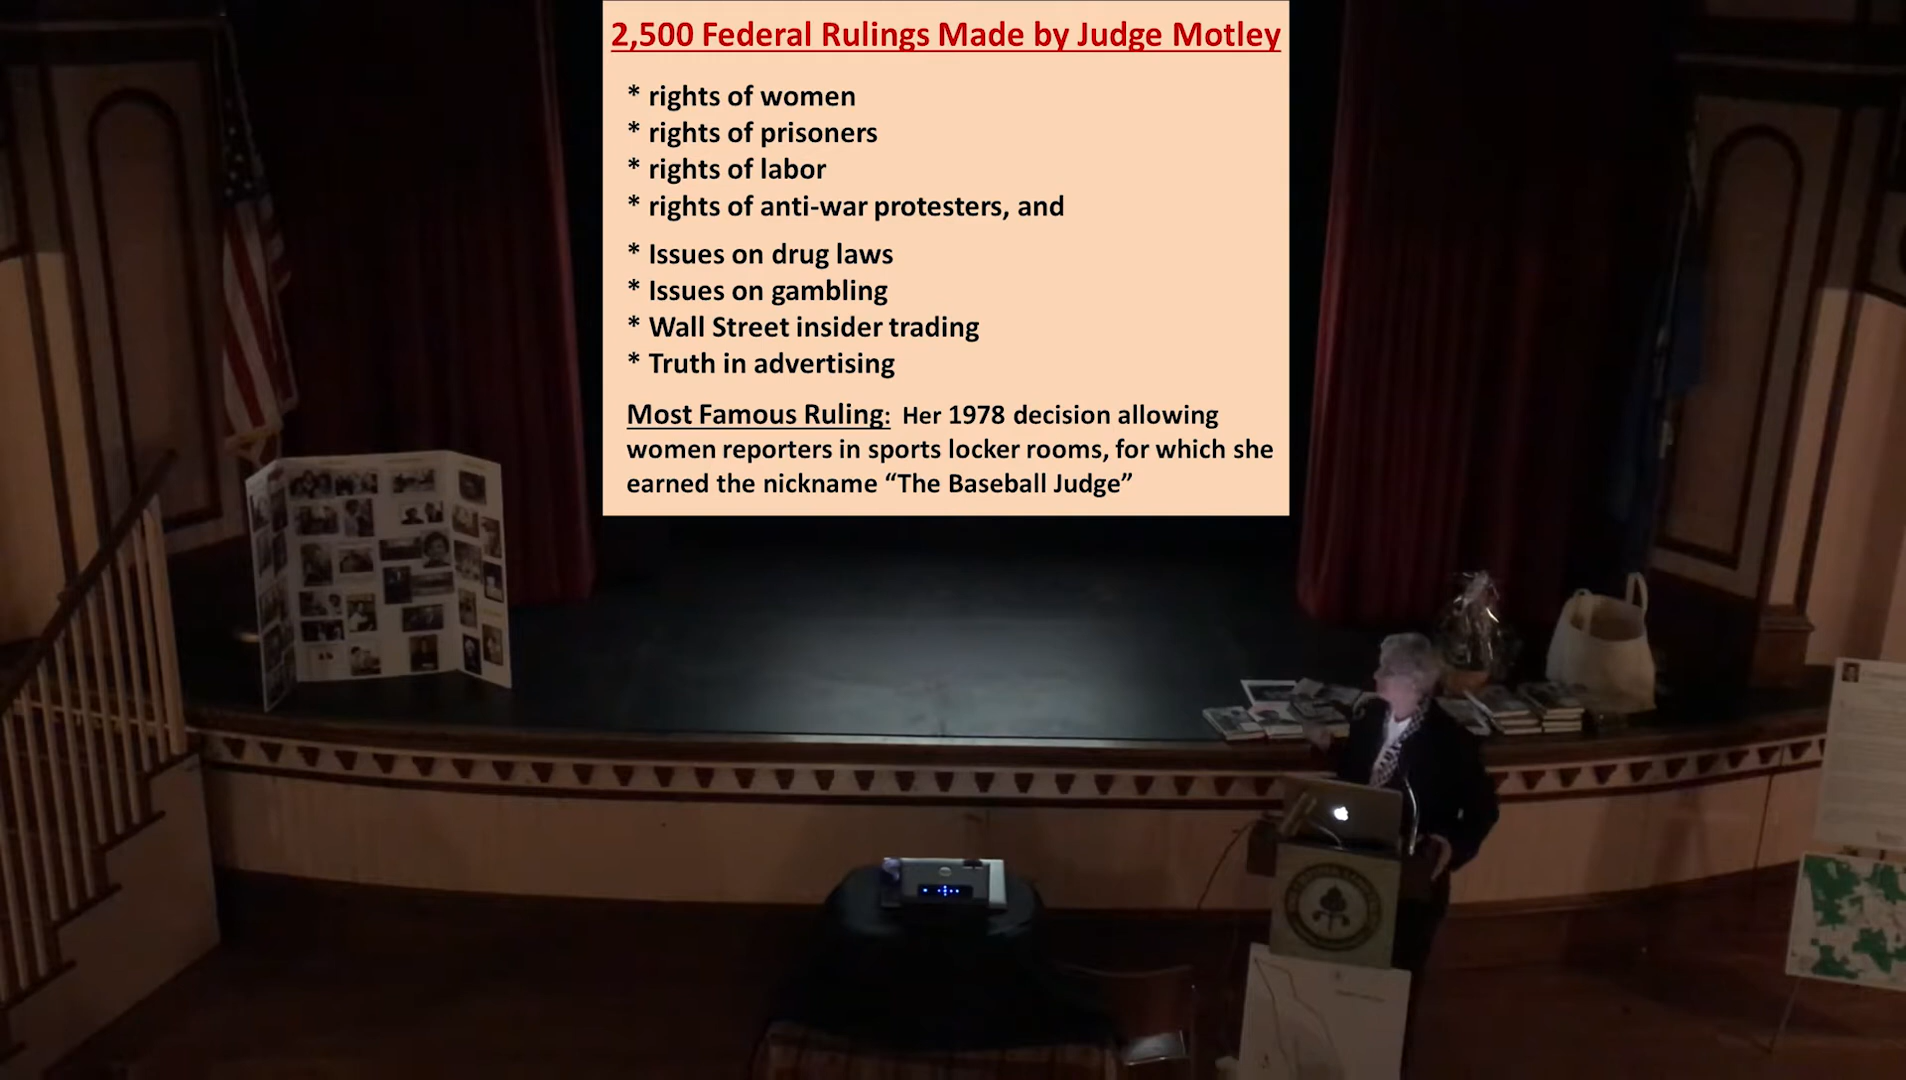 2,500 Federal Rulings Made by Judge Motley
* rights of women
* rights of prisoners
* rights of labor
* rights of anti-war protesters, and
* Issues on drug laws
* Issues on gambling
* Wall Street insider trading
* Truth in advertising
Most Famous Ruling: Her 1978 decision allowing
women reporters in sports locker rooms, for which she
earned the nickname “The Baseball Judge”